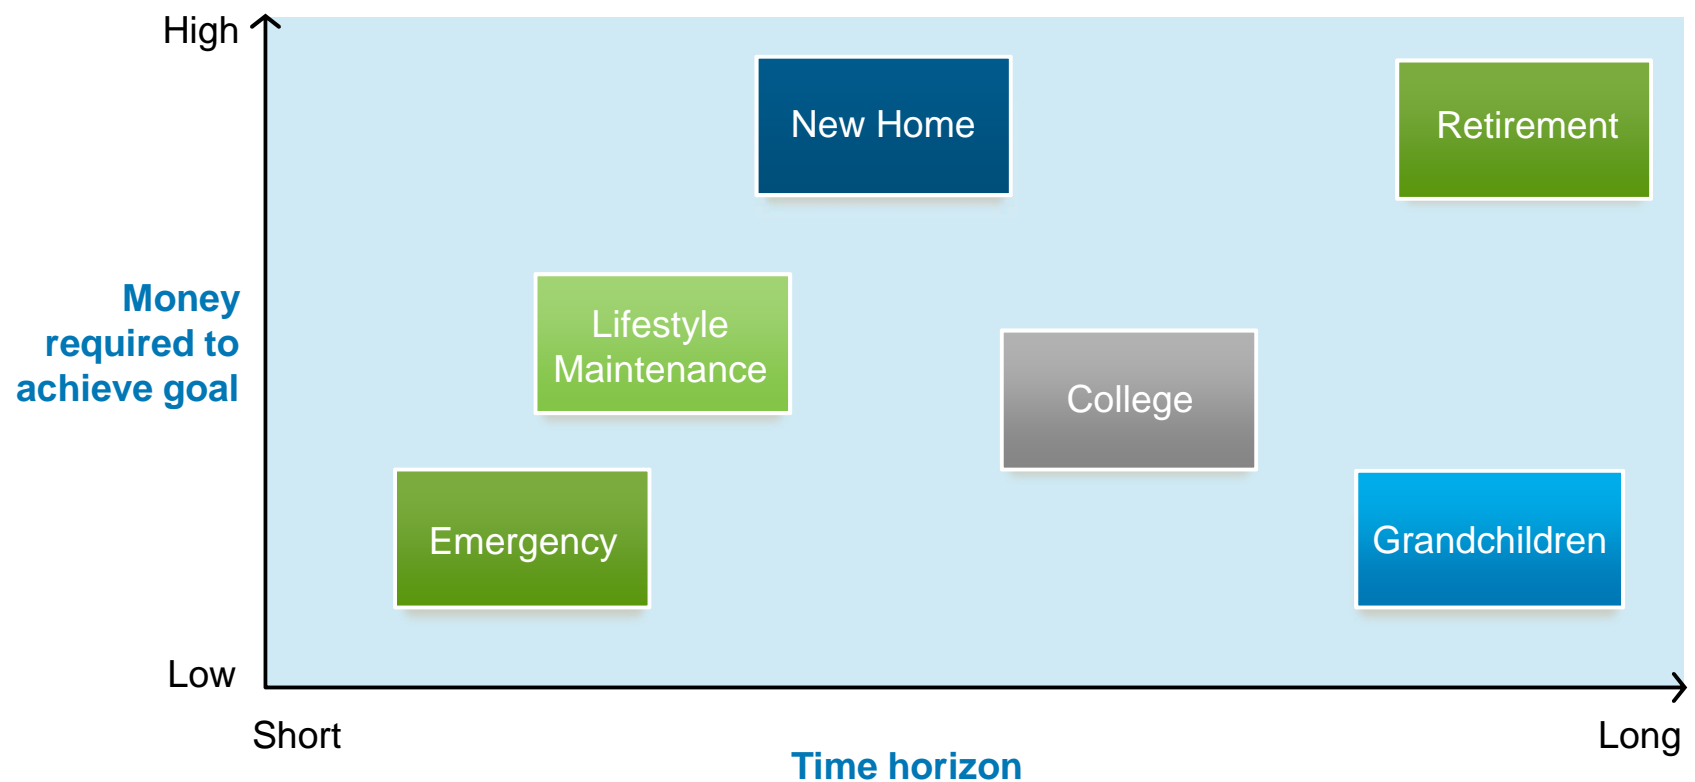 High
New Home
Retirement
Money
required to
achieve goal
Lifestyle
Maintenance
College
Emergency
Grandchildren
Low
Short
Long
Time horizon